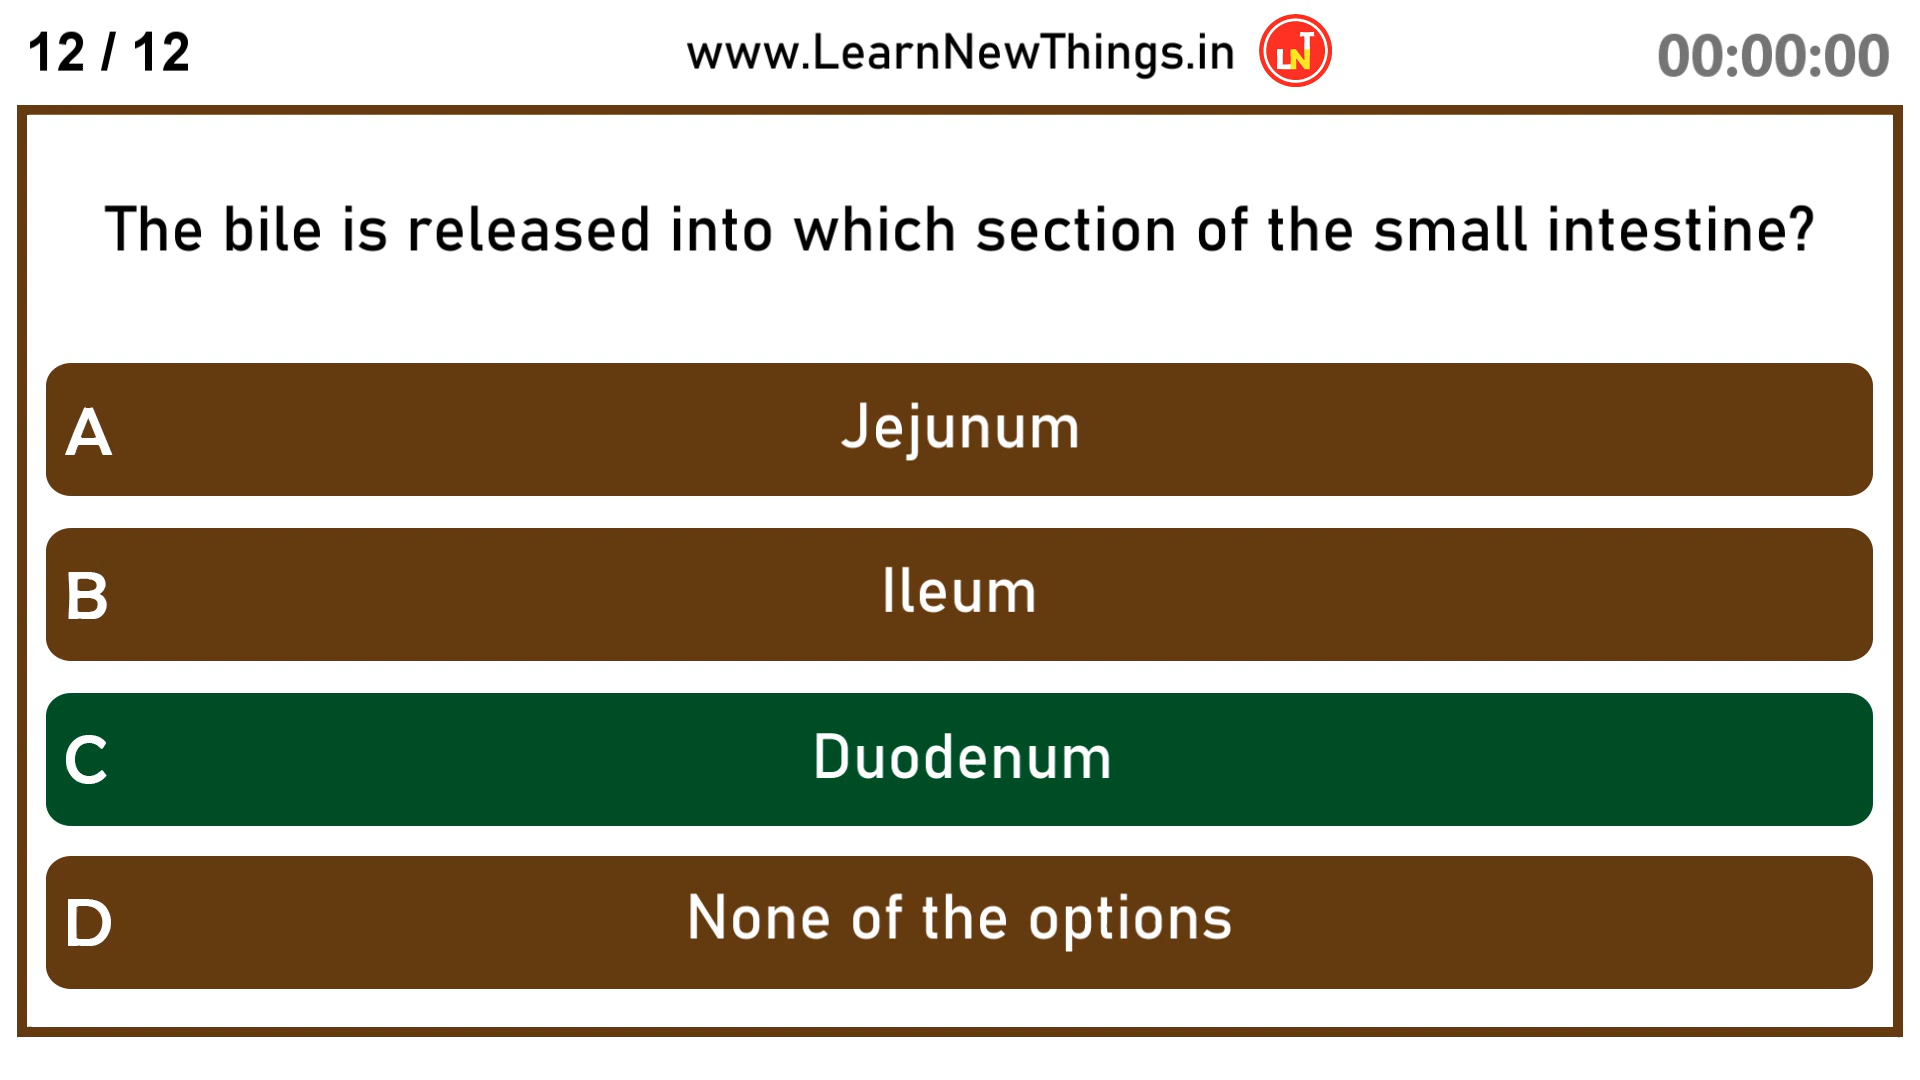 12 / 12
www.LearnNewThings.in
LNT
00:00:00
The bile is released into which section of the small intestine?
A Jejunum
B Ileum
C Duodenum
D None of the options